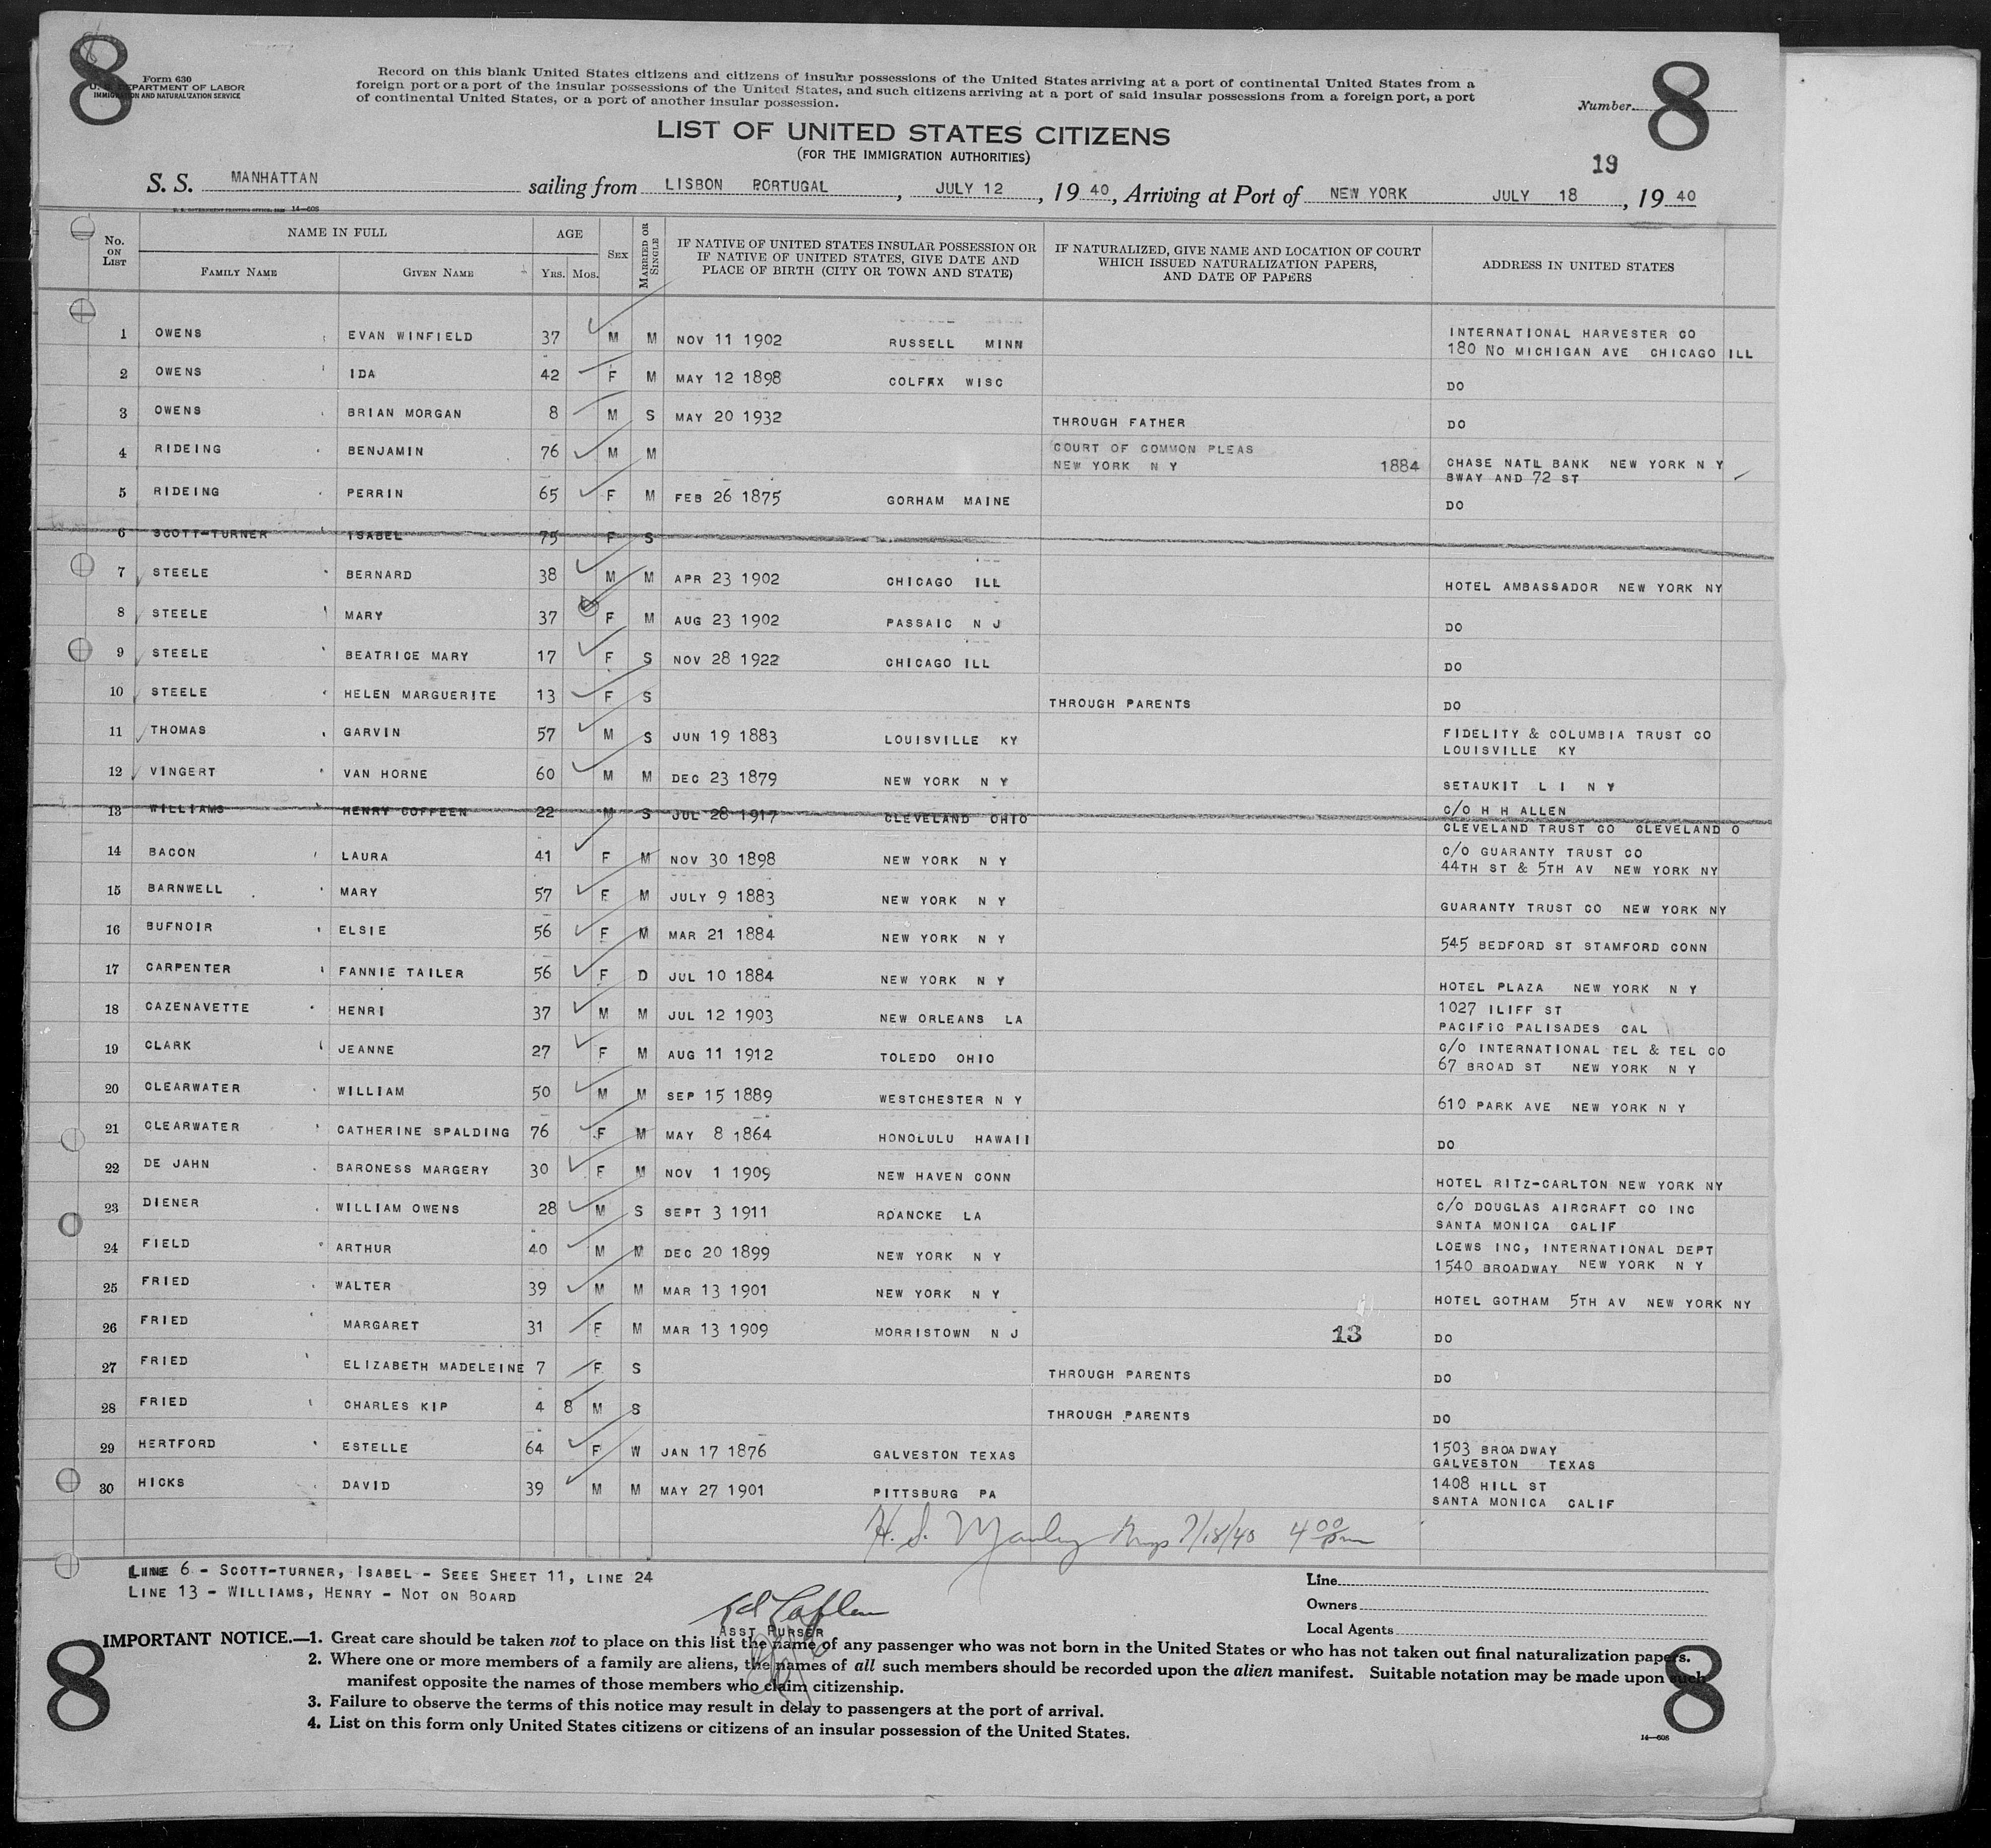 8 8
Form 630
U. S. DEPARTMENT OF LABOR
IMMIGRATION AND NATURALIZATION SERVICE
Record on this blank United States citizens and citizens of insular possessions of the United States arriving at a port of continental United States from a
foreign port or a port of the insular possessions of the United States, and such citizens arriving at a port of said insular possessions from a foreign port, a port
of continental United States, or a port of another insular possession.
Number
LIST OF UNITED STATES CITIZENS
(FOR THE IMMIGRATION AUTHORITIES)
19
S. S. MANHATTAN sailing from LISBON PORTUGAL, JULY 12, 19 40, Arriving at Port of NEW YORK JULY 18, 19 40
14—608
No. ON LIST NAME IN FULL AGE SEX MARRIED OR SINGLE IF NATIVE OF UNITED STATES INSULAR POSSESSION OR IF NATIVE OF UNITED STATES, GIVE DATE AND PLACE OF BIRTH (CITY OR TOWN AND STATE) IF NATURALIZED, GIVE NAME AND LOCATION OF COURT WHICH ISSUED NATURALIZATION PAPERS, AND DATE OF PAPERS ADDRESS IN UNITED STATES
FAMILY NAME GIVEN NAME YRS. MOS.
1 OWENS EVAN WINFIELD 37 M M NOV 11 1902 RUSSELL MINN INTERNATIONAL HARVESTER CO
180 NO MICHIGAN AVE CHICAGO ILL
2 OWENS IDA 42 F M MAY 12 1898 COLFAX WISC DO
3 OWENS BRIAN MORGAN 8 M S MAY 20 1932 THROUGH FATHER DO
4 RIDEING BENJAMIN 76 M M COURT OF COMMON PLEAS
NEW YORK N Y 1884 CHASE NATL BANK NEW YORK N Y
BWAY AND 72 ST
5 RIDEING PERRIN 65 F M FEB 26 1875 GORHAM MAINE DO
6 SCOTT-TURNER ISABEL 75 F S
7 STEELE BERNARD 38 M M APR 23 1902 CHICAGO ILL HOTEL AMBASSADOR NEW YORK NY
8 STEELE MARY 37 F M AUG 23 1902 PASSAIC N J DO
9 STEELE BEATRICE MARY 17 F S NOV 28 1922 CHICAGO ILL DO
10 STEELE HELEN MARGUERITE 13 F S THROUGH PARENTS DO
11 THOMAS GARVIN 57 M S JUN 19 1883 LOUISVILLE KY FIDELITY & COLUMBIA TRUST CO
LOUISVILLE KY
12 VINGERT VAN HORNE 60 M M DEC 23 1879 NEW YORK N Y SETAUKIT L I N Y
13 WILLIAMS HENRY COFFEEN 22 M S JUL 28 1917 CLEVELAND OHIO C/O H H ALLEN
CLEVELAND TRUST CO CLEVELAND O
14 BACON LAURA 41 F M NOV 30 1898 NEW YORK N Y C/O GUARANTY TRUST CO
44TH ST & 5TH AV NEW YORK NY
15 BARNWELL MARY 57 F M JULY 9 1883 NEW YORK N Y GUARANTY TRUST CO NEW YORK NY
16 BUFNOIR ELSIE 56 F M MAR 21 1884 NEW YORK N Y 545 BEDFORD ST STAMFORD CONN
17 CARPENTER FANNIE TAILER 56 F D JUL 10 1884 NEW YORK N Y HOTEL PLAZA NEW YORK N Y
18 CAZENAVETTE HENRI 37 M M JUL 12 1903 NEW ORLEANS LA 1027 ILIFF ST
PACIFIC PALISADES CAL
19 CLARK JEANNE 27 F M AUG 11 1912 TOLEDO OHIO C/O INTERNATIONAL TEL & TEL CO
67 BROAD ST NEW YORK N Y
20 CLEARWATER WILLIAM 50 M M SEP 15 1889 WESTCHESTER N Y 610 PARK AVE NEW YORK N Y
21 CLEARWATER CATHERINE SPALDING 76 F M MAY 8 1864 HONOLULU HAWAII DO
22 DE JAHN BARONESS MARGERY 30 F M NOV 1 1909 NEW HAVEN CONN HOTEL RITZ-CARLTON NEW YORK NY
23 DIENER WILLIAM OWENS 28 M S SEPT 3 1911 ROANCKE LA C/O DOUGLAS AIRCRAFT CO INC
SANTA MONICA CALIF
24 FIELD ARTHUR 40 M M DEC 20 1899 NEW YORK N Y LOEWS INC, INTERNATIONAL DEPT
1540 BROADWAY NEW YORK N Y
25 FRIED WALTER 39 M M MAR 13 1901 NEW YORK N Y HOTEL GOTHAM 5TH AV NEW YORK NY
26 FRIED MARGARET 31 F M MAR 13 1909 MORRISTOWN N J 13 DO
27 FRIED ELIZABETH MADELEINE 7 F S THROUGH PARENTS DO
28 FRIED CHARLES KIP 4 8 M S THROUGH PARENTS DO
29 HERTFORD ESTELLE 64 F W JAN 17 1876 GALVESTON TEXAS 1503 BROADWAY
GALVESTON TEXAS
30 HICKS DAVID 39 M M MAY 27 1901 PITTSBURG PA 1408 HILL ST
SANTA MONICA CALIF
H. S. Manley 7/18/40 4 00 pm
LINE 6 - SCOTT-TURNER, ISABEL - SEEE SHEET 11, LINE 24
LINE 13 - WILLIAMS, HENRY - NOT ON BOARD
ASST PURSER
Line
Owners
Local Agents
IMPORTANT NOTICE.—1. Great care should be taken not to place on this list the name of any passenger who was not born in the United States or who has not taken out final naturalization papers.
2. Where one or more members of a family are aliens, the names of all such members should be recorded upon the alien manifest. Suitable notation may be made upon such
manifest opposite the names of those members who claim citizenship.
3. Failure to observe the terms of this notice may result in delay to passengers at the port of arrival.
4. List on this form only United States citizens or citizens of an insular possession of the United States.
8 8
14—608